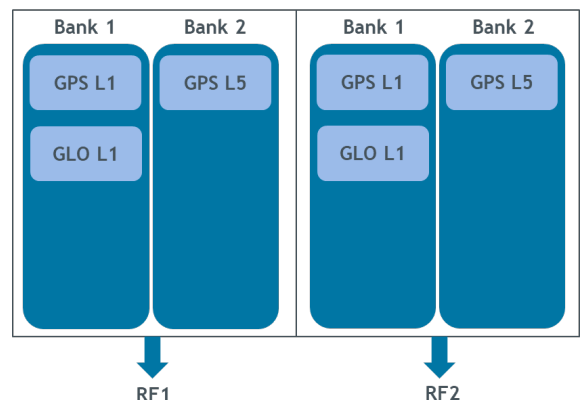 Bank 1 Bank 2 Bank 1 Bank 2
GPS L1 GPS L5 GPS L1 GPS L5
GLO L1 GLO L1
RF1 RF2